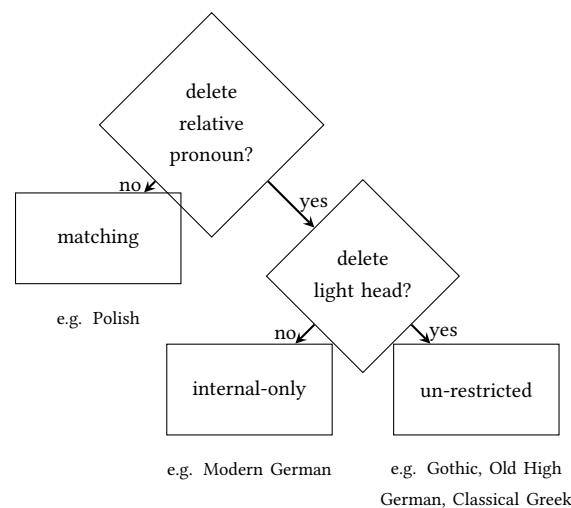 delete
relative
pronoun?
no
yes
matching
e.g. Polish
delete
light head?
no
yes
internal-only
un-restricted
e.g. Modern German
e.g. Gothic, Old High
German, Classical Greek